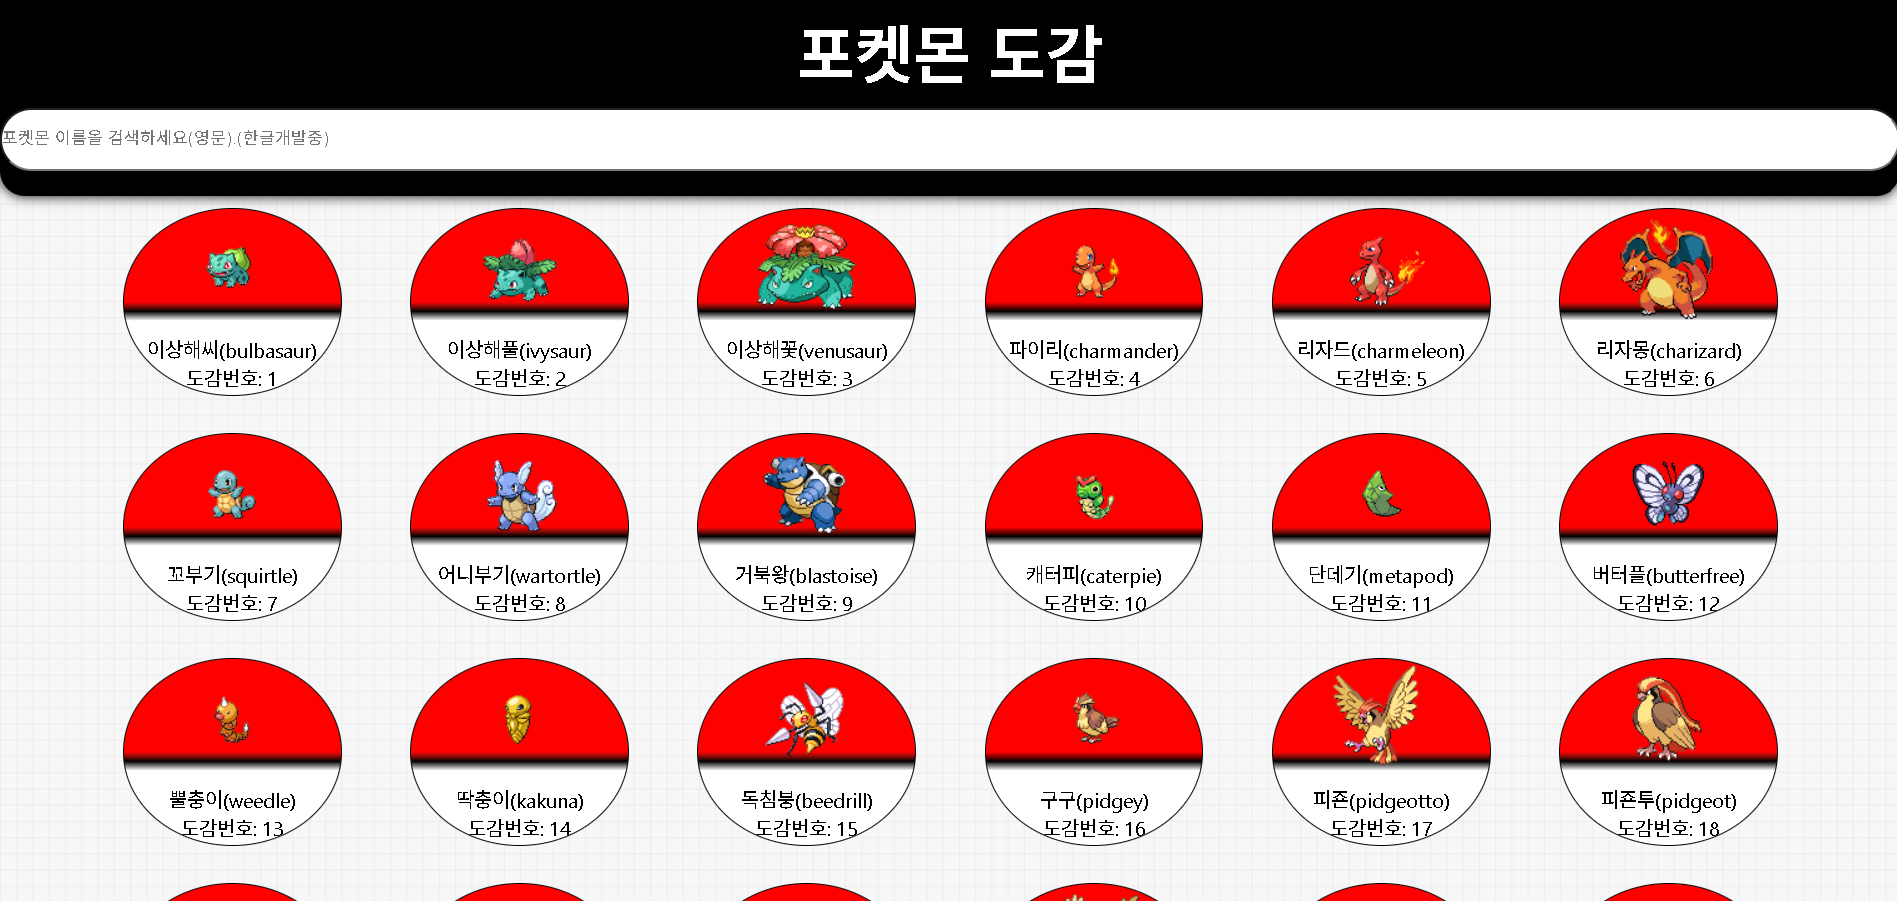 포켓몬 도감
포켓몬 이름을 검색하세요(영문).(한글개발중)
이상해씨(bulbasaur)
도감번호: 1
이상해풀(ivysaur)
도감번호: 2
이상해꽃(venusaur)
도감번호: 3
파이리(charmander)
도감번호: 4
리자드(charmeleon)
도감번호: 5
리자몽(charizard)
도감번호: 6
꼬부기(squirtle)
도감번호: 7
어니부기(wartortle)
도감번호: 8
거북왕(blastoise)
도감번호: 9
캐터피(caterpie)
도감번호: 10
단데기(metapod)
도감번호: 11
버터플(butterfree)
도감번호: 12
뿔충이(weedle)
도감번호: 13
딱충이(kakuna)
도감번호: 14
독침붕(beedrill)
도감번호: 15
구구(pidgey)
도감번호: 16
피죤(pidgeotto)
도감번호: 17
피죤투(pidgeot)
도감번호: 18